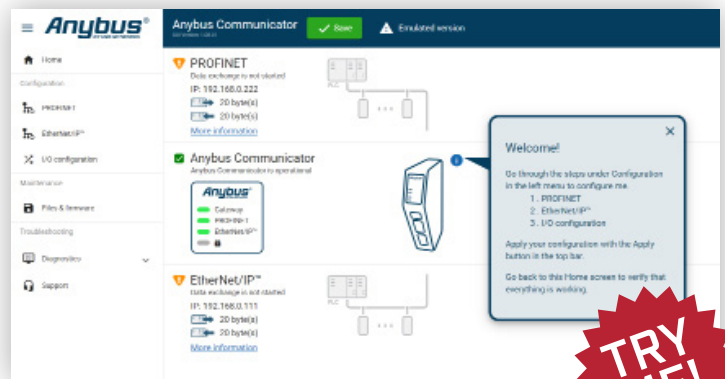 Anybus®
Anybus Communicator
Save
Emulated version
Home
Configuration
PROFINET
EtherNet/IP™
I/O configuration
Maintenance
Files & firmware
Troubleshooting
Diagnostics
Support
PROFINET
Data exchange is not started
IP: 192.168.0.222
20 byte(s)
20 byte(s)
More information
PLC
Anybus Communicator
Anybus Communicator is operational
Anybus®
Gateway
PROFINET
EtherNet/IP™
EtherNet/IP™
Data exchange is not started
IP: 192.168.0.111
20 byte(s)
20 byte(s)
More information
PLC
Welcome!
Go through the steps under Configuration
in the left menu to configure me
1. PROFINET
2. EtherNet/IP™
3. I/O configuration
Apply your configuration with the Apply
button in the top bar.
Go back to this Home screen to verify that
everything is working.
TRY